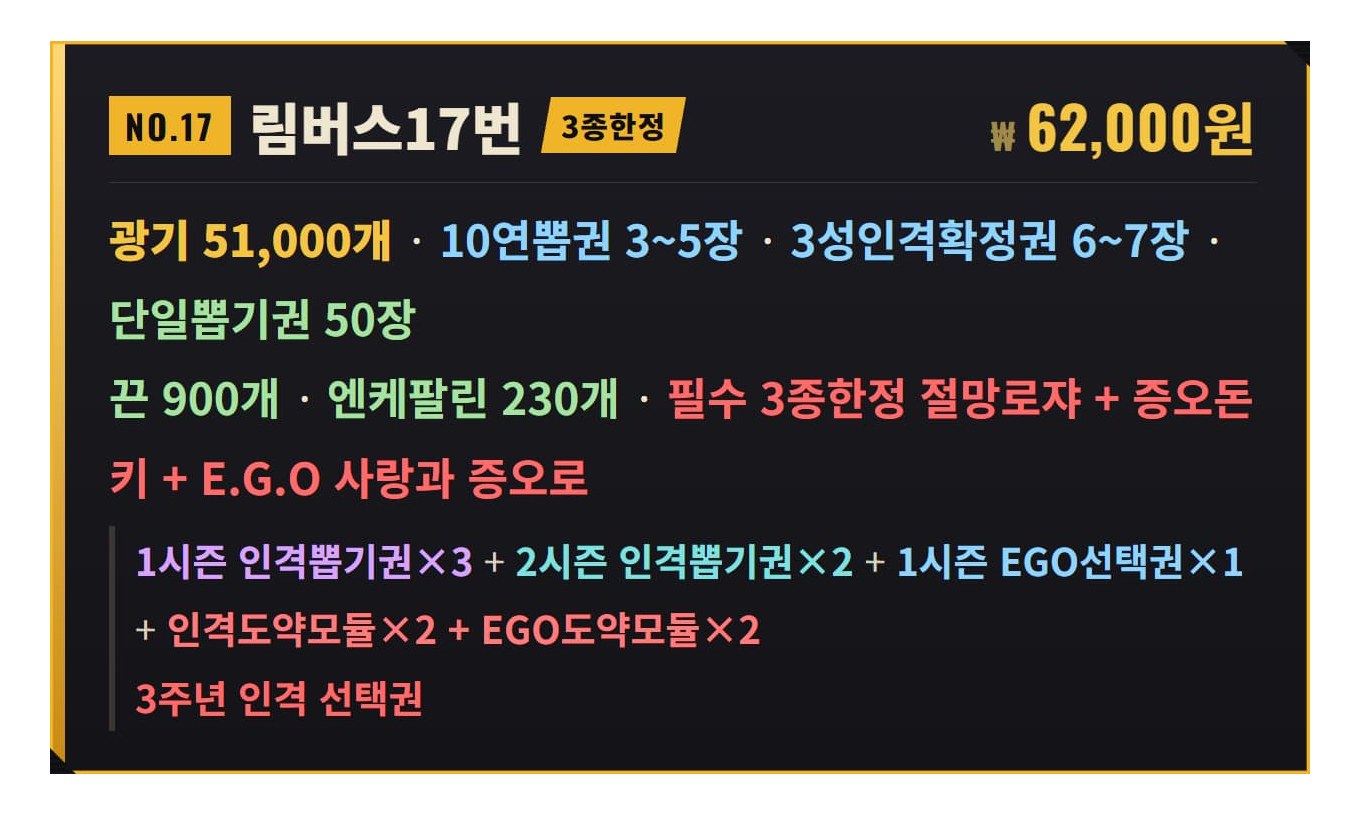 NO.17 림버스17번 3종한정 ₩ 62,000원
광기 51,000개 · 10연뽑권 3~5장 · 3성인격확정권 6~7장 ·
단일뽑기권 50장
끈 900개 · 엔케팔린 230개 · 필수 3종한정 절망로쟈 + 증오돈
키 + E.G.O 사랑과 증오로
1시즌 인격뽑기권×3 + 2시즌 인격뽑기권×2 + 1시즌 EGO선택권×1
+ 인격도약모듈×2 + EGO도약모듈×2
3주년 인격 선택권